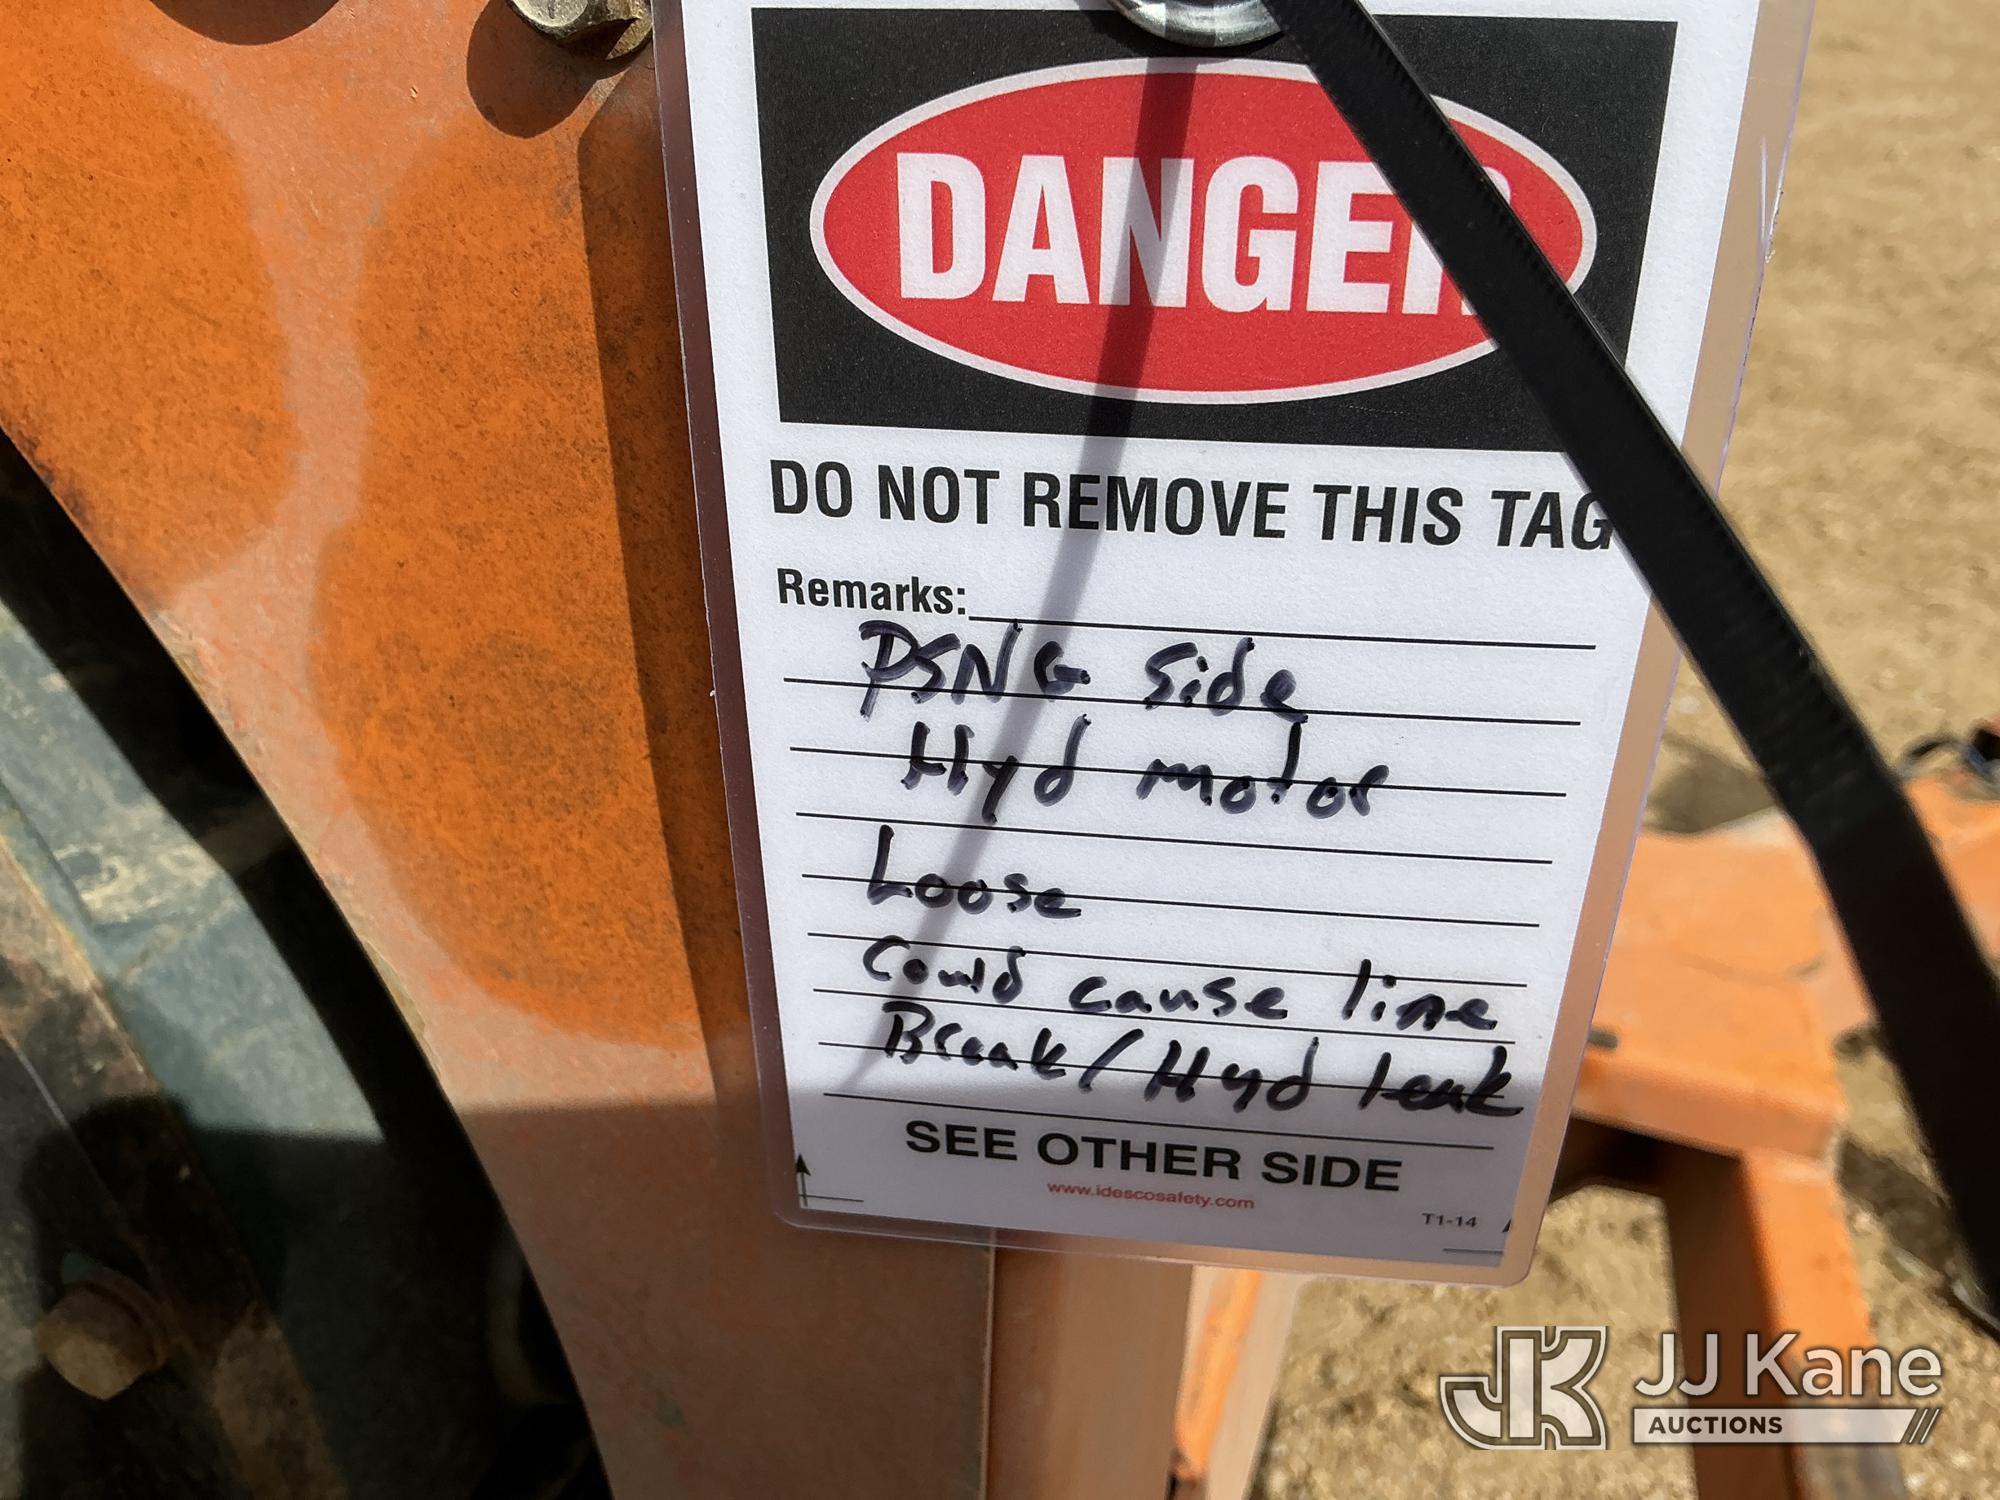 DANGER
DO NOT REMOVE THIS TAG
Remarks:
PSNG Side
Hyd motor
Loose
Could cause line
Break/Hyd leak
SEE OTHER SIDE
www.idescosafety.com
T1-14
JK JJ Kane
AUCTIONS